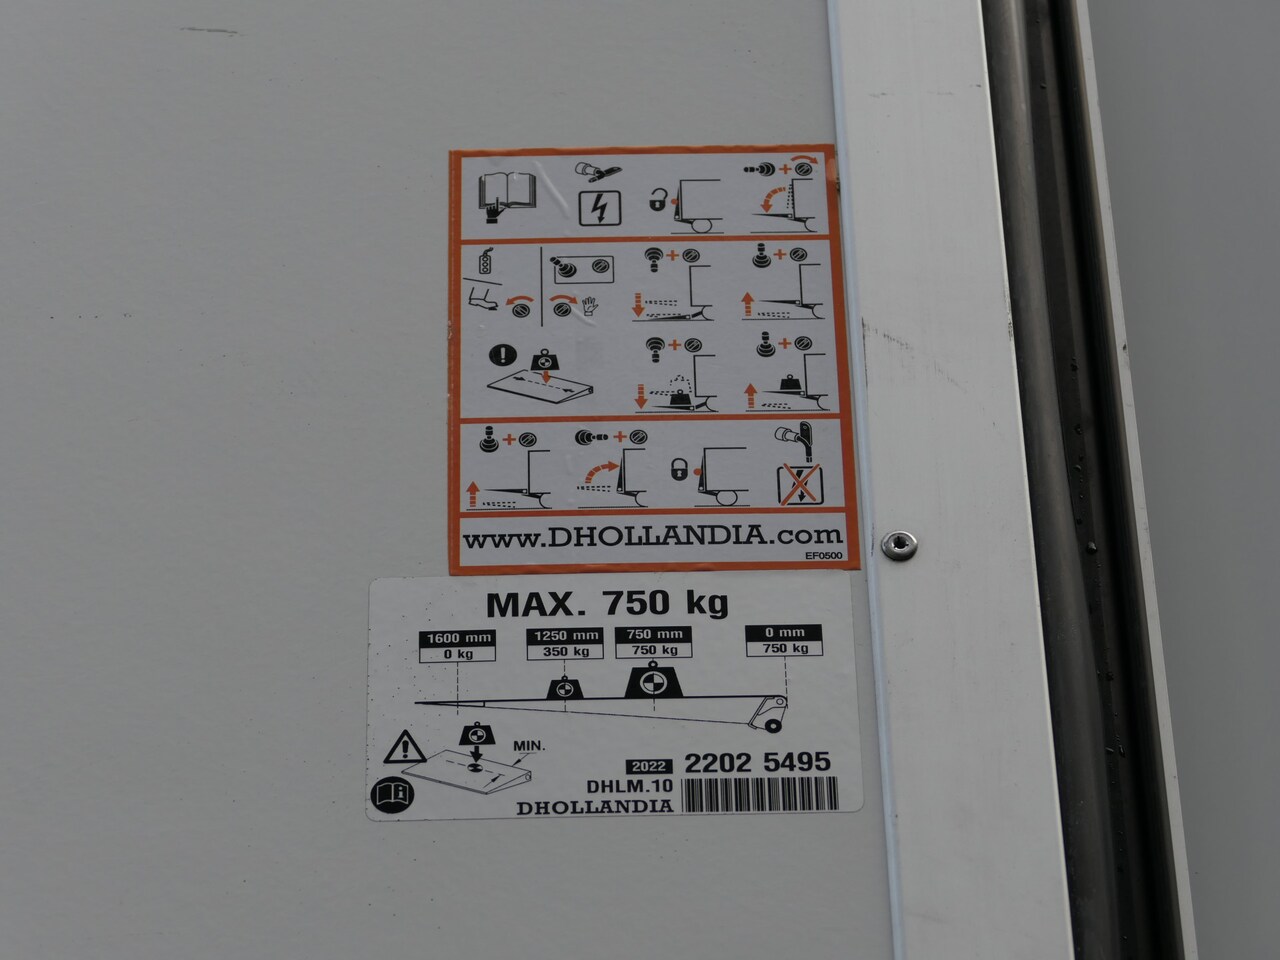 www.DHOLLANDIA.com
EF0500
MAX. 750 kg
1600 mm 1250 mm 750 mm 0 mm
0 kg 350 kg 750 kg 750 kg
MIN.
2022 2202 5495
DHLM.10
DHOLLANDIA